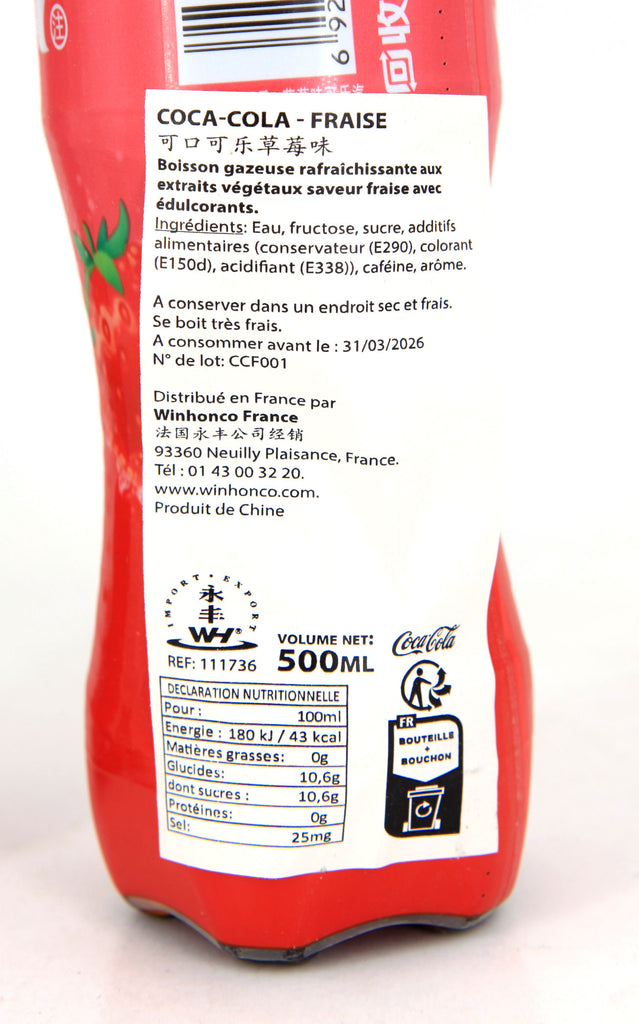 注
6 92
回收
COCA-COLA - FRAISE
可口可乐草莓味
Boisson gazeuse rafraîchissante aux
extraits végétaux saveur fraise avec
édulcorants.
Ingrédients: Eau, fructose, sucre, additifs
alimentaires (conservateur (E290), colorant
(E150d), acidifiant (E338)), caféine, arôme.
A conserver dans un endroit sec et frais.
Se boit très frais.
A consommer avant le : 31/03/2026
N° de lot: CCF001
Distribué en France par
Winhonco France
法国永丰公司经销
93360 Neuilly Plaisance, France.
Tél : 01 43 00 32 20.
www.winhonco.com.
Produit de Chine
IMPORT • EXPORT
永
丰
WH®
REF: 111736
VOLUME NET:
500ML
Coca-Cola
DECLARATION NUTRITIONNELLE
Pour : 100ml
Energie : 180 kJ / 43 kcal
Matières grasses: 0g
Glucides: 10,6g
dont sucres : 10,6g
Protéines: 0g
Sel: 25mg
FR
BOUTEILLE
+
BOUCHON